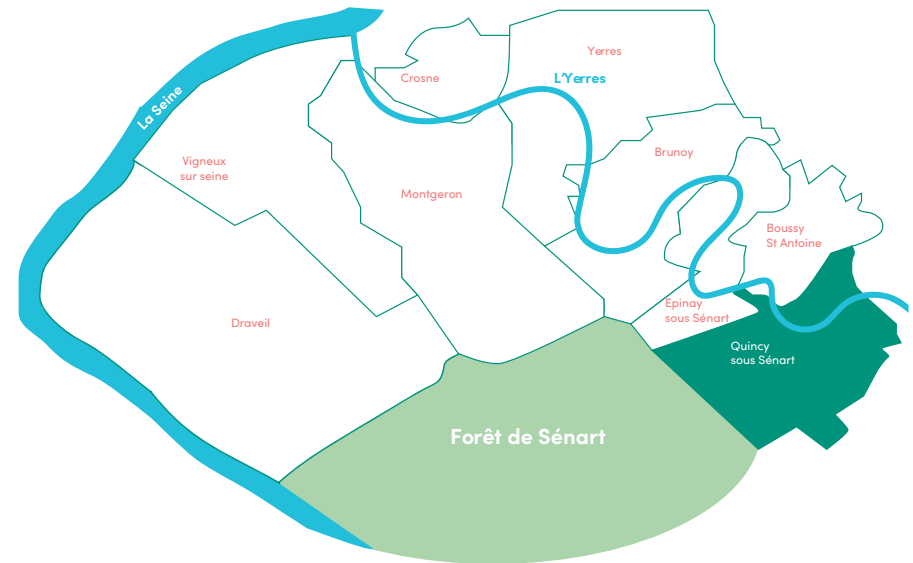 Yerres
Crosne
L'Yerres
La Seine
Brunoy
Vigneux
sur seine
Montgeron
Boussy
St Antoine
Epinay
sous Sénart
Draveil
Quincy
sous Sénart
Forêt de Sénart